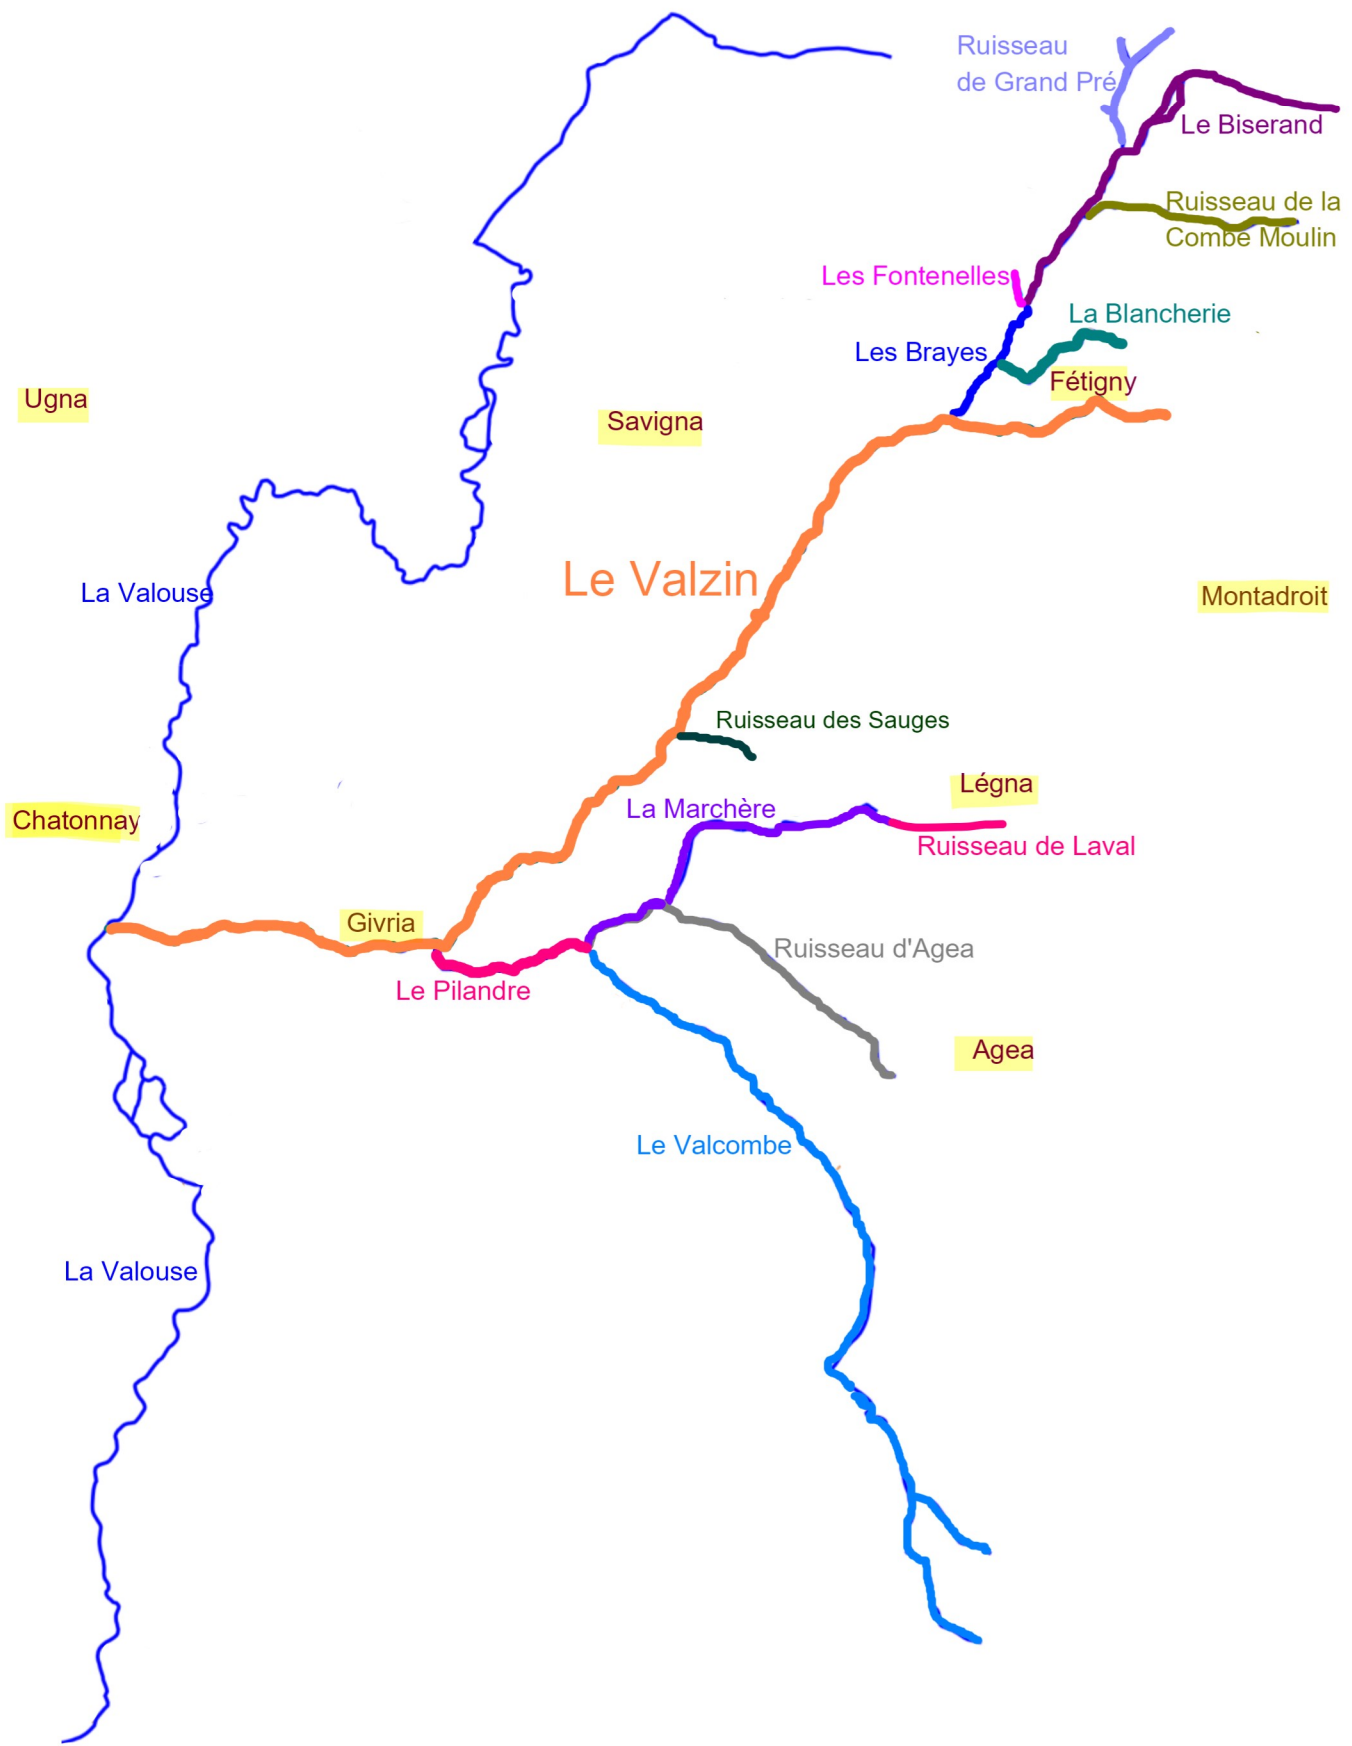 Ruisseau
de Grand Pré
Le Biserand
Ruisseau de la
Combe Moulin
Les Fontenelles
La Blancherie
Les Brayes
Fétigny
Ugna
Savigna
Le Valzin
La Valouse
Montadroit
Ruisseau des Sauges
Légna
La Marchère
Chatonnay
Ruisseau de Laval
Givria
Ruisseau d'Agea
Le Pilandre
Agea
Le Valcombe
La Valouse